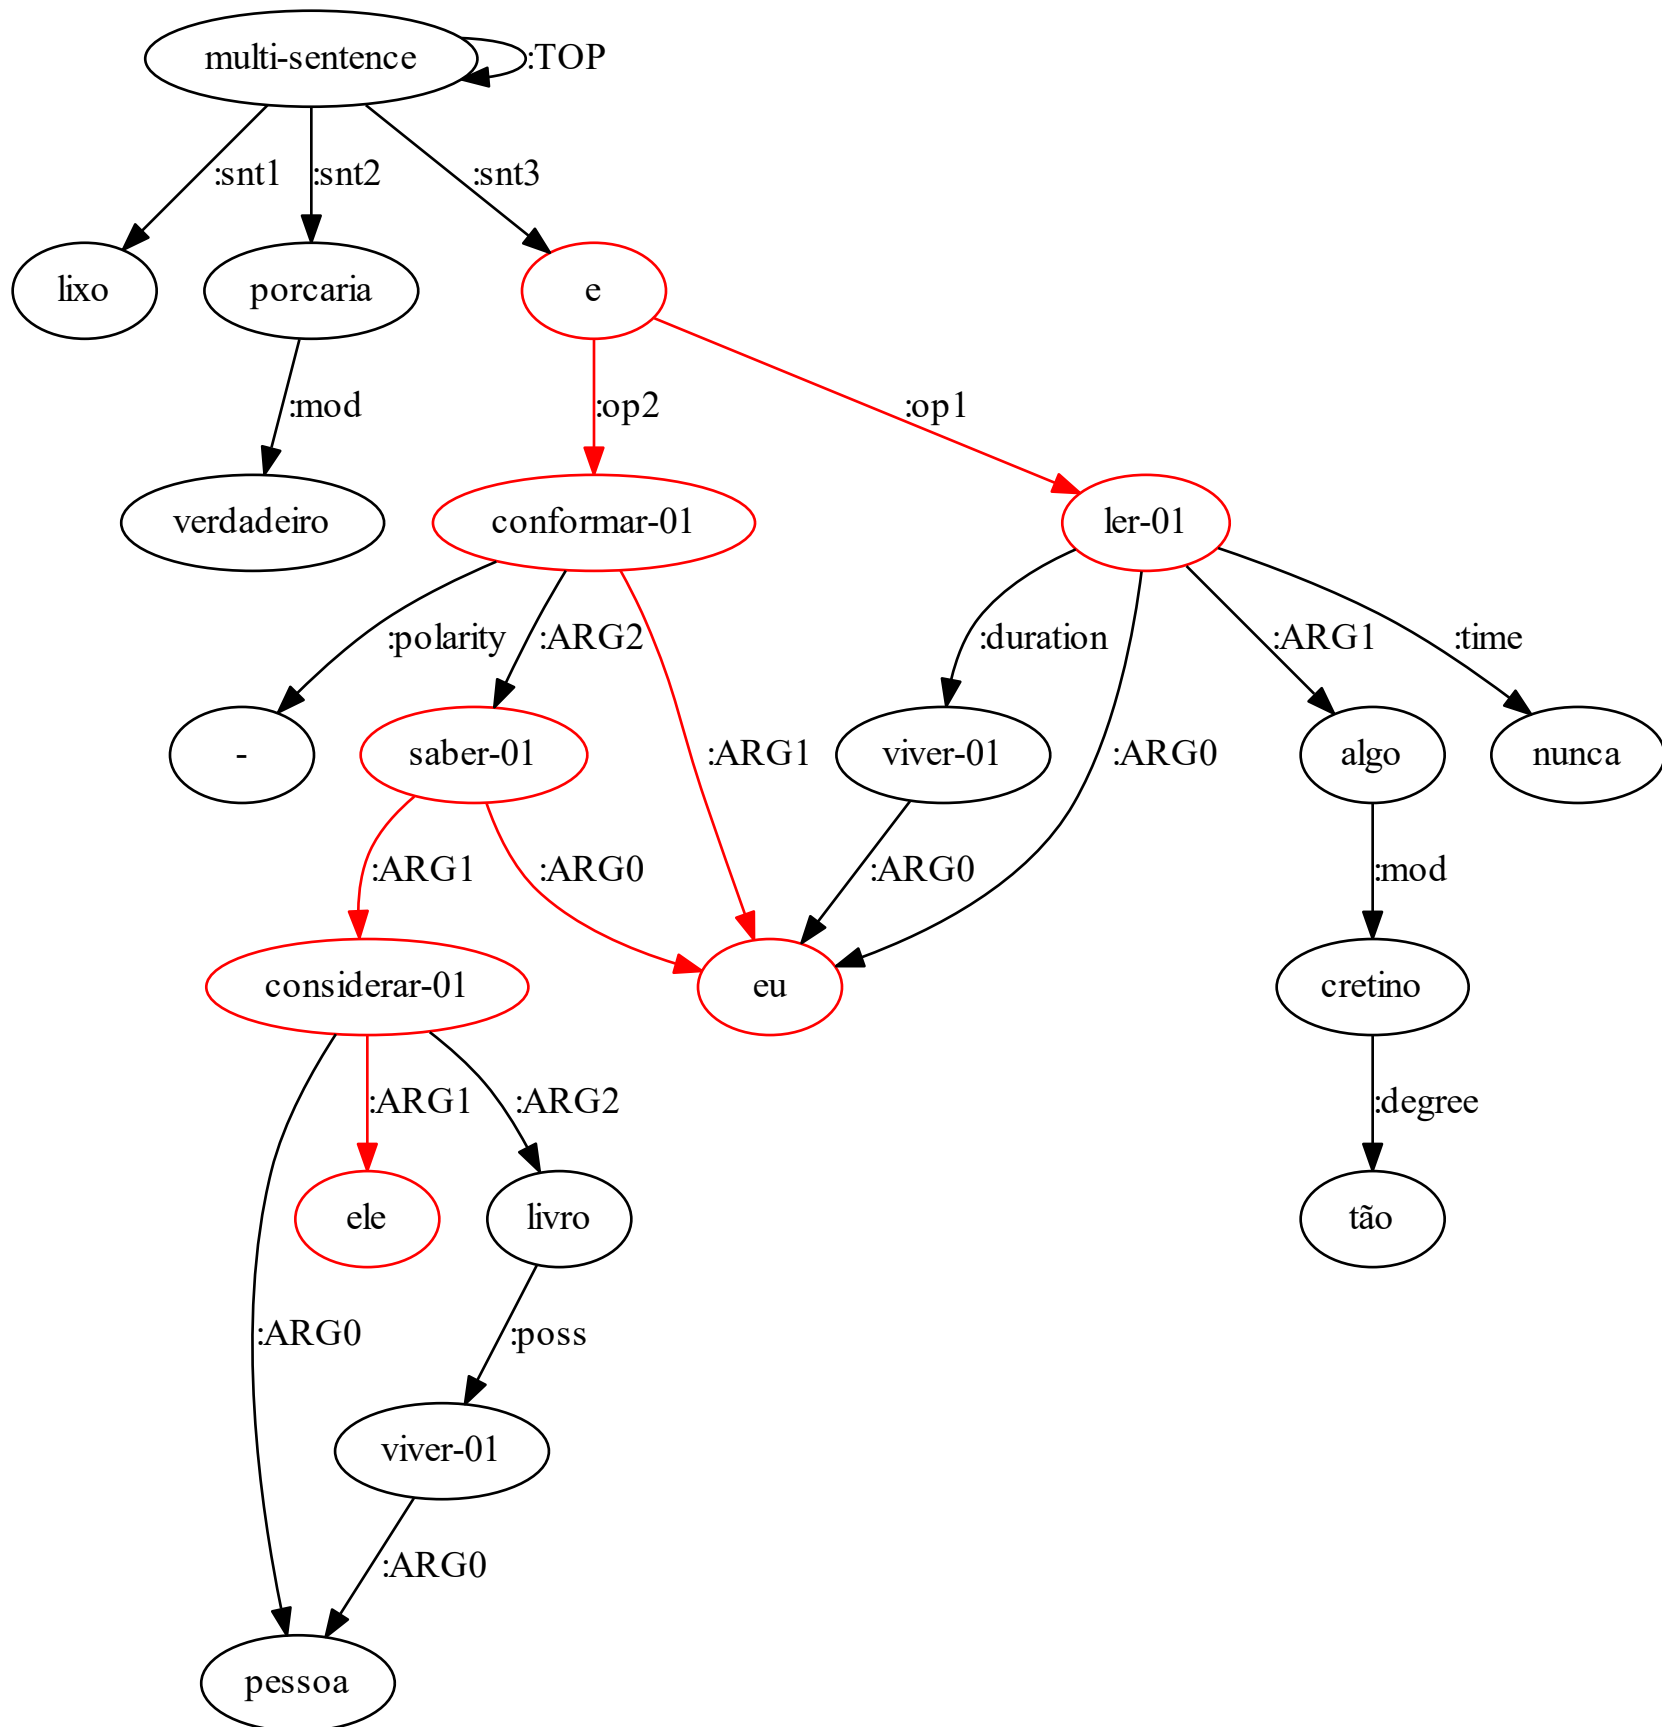 multi-sentence :TOP
:snt1 :snt2 :snt3
lixo porcaria e
:mod :op2 :op1
verdadeiro conformar-01 ler-01
:polarity :ARG2 :duration :ARG1 :time
- saber-01 :ARG1 viver-01 :ARG0 algo nunca
:ARG1 :ARG0 :ARG0 :mod
considerar-01 eu cretino
:ARG1 :ARG2 :degree
ele livro tão
:ARG0 :poss
viver-01
:ARG0
pessoa